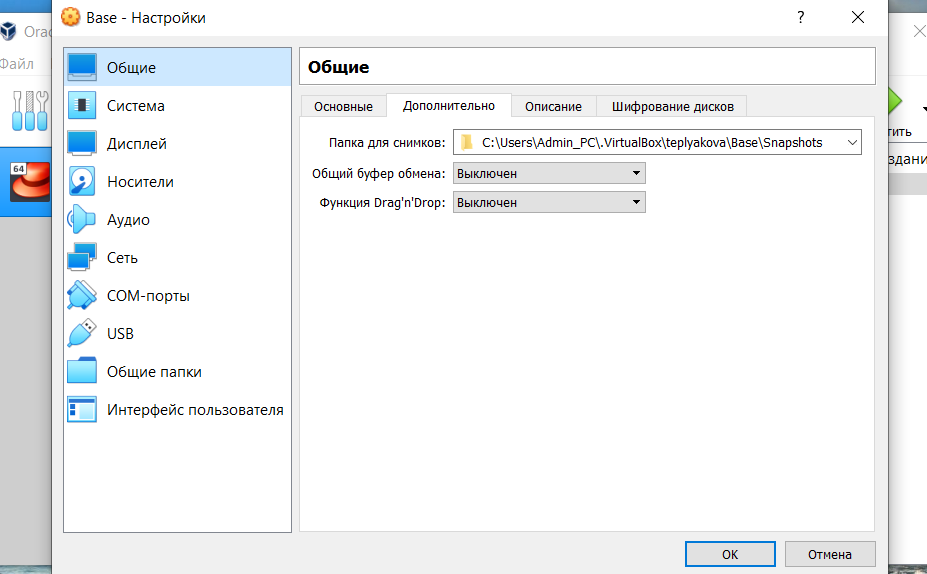 Base - Настройки
?
Orac
Файл
64
Общие
Система
Дисплей
Носители
Аудио
Сеть
COM-порты
USB
Общие папки
Интерфейс пользователя
Общие
Основные
Дополнительно
Описание
Шифрование дисков
Папка для снимков: C:\Users\Admin_PC\.VirtualBox\teplyakova\Base\Snapshots
Общий буфер обмена: Выключен
Функция Drag'n'Drop: Выключен
OK
Отмена
тить
здани